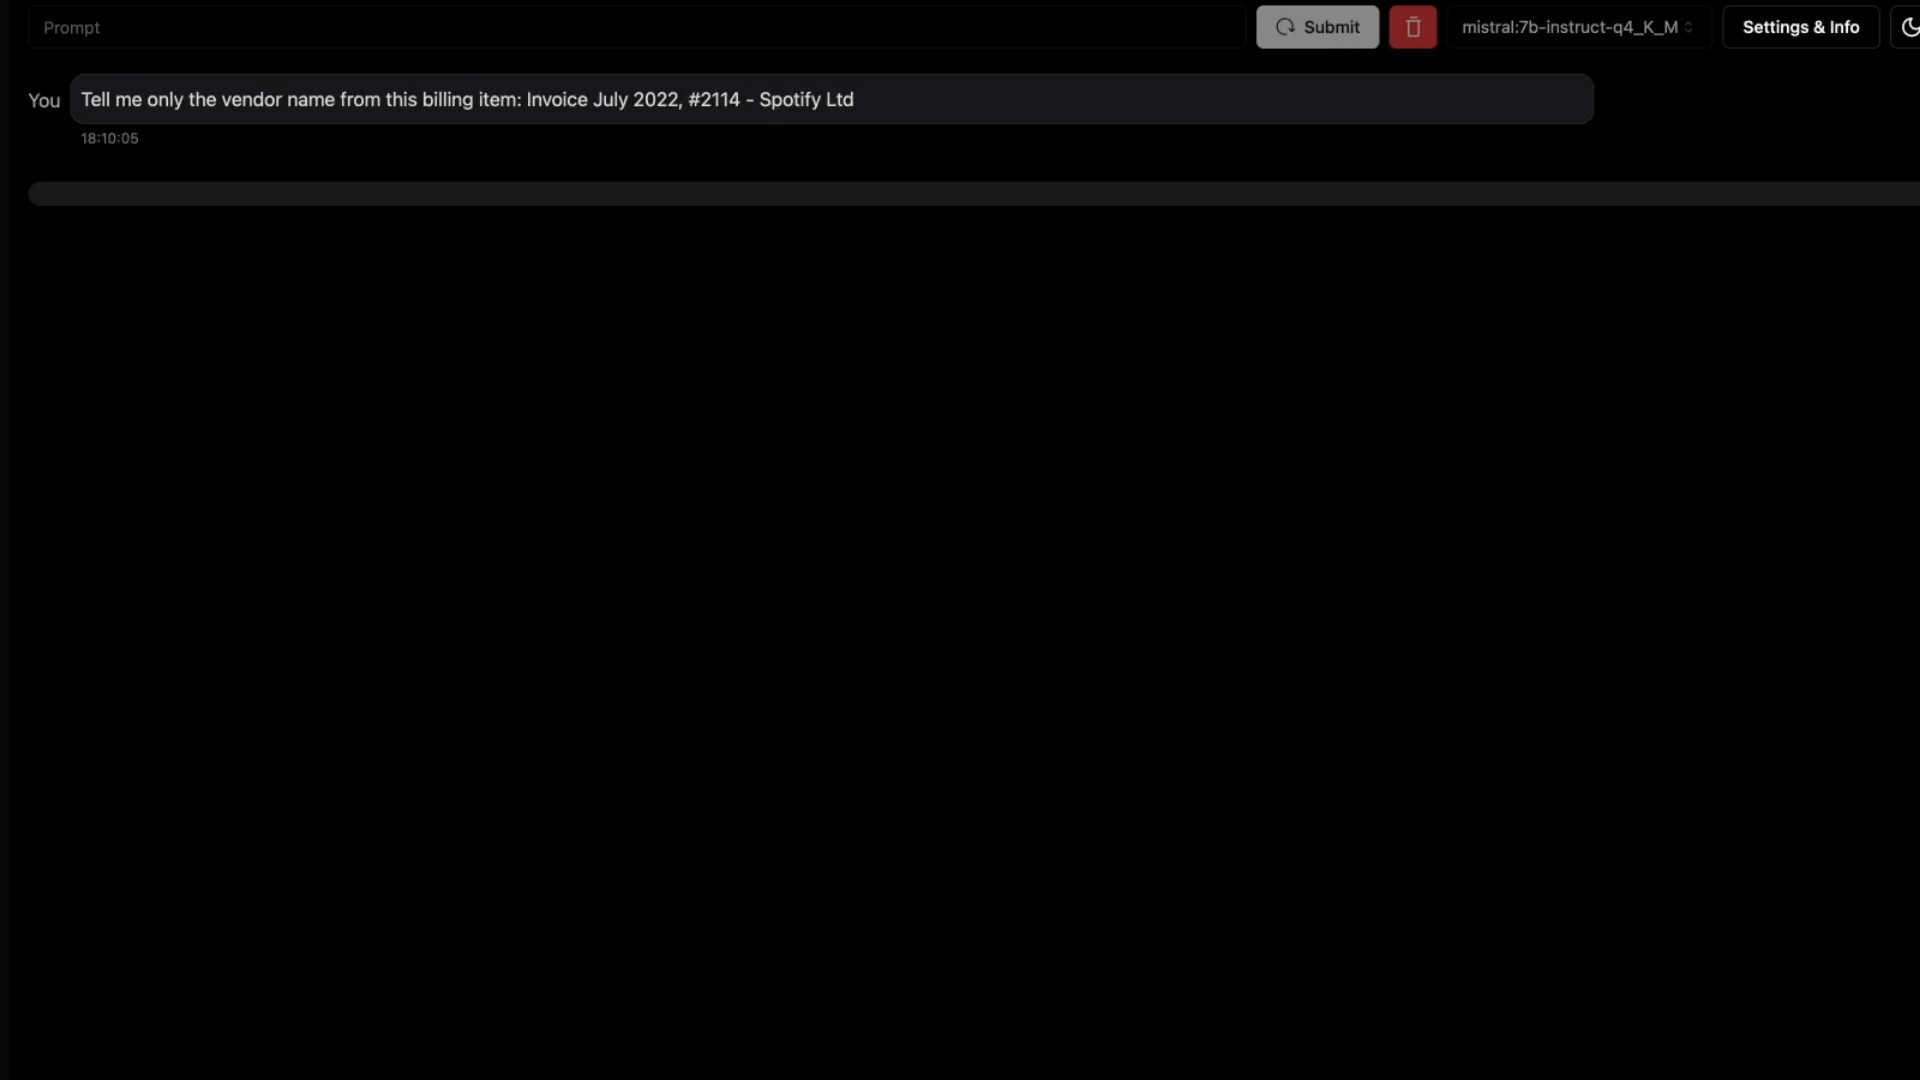 Prompt
Submit
mistral:7b-instruct-q4_K_M
Settings & Info
You
Tell me only the vendor name from this billing item: Invoice July 2022, #2114 - Spotify Ltd
18:10:05